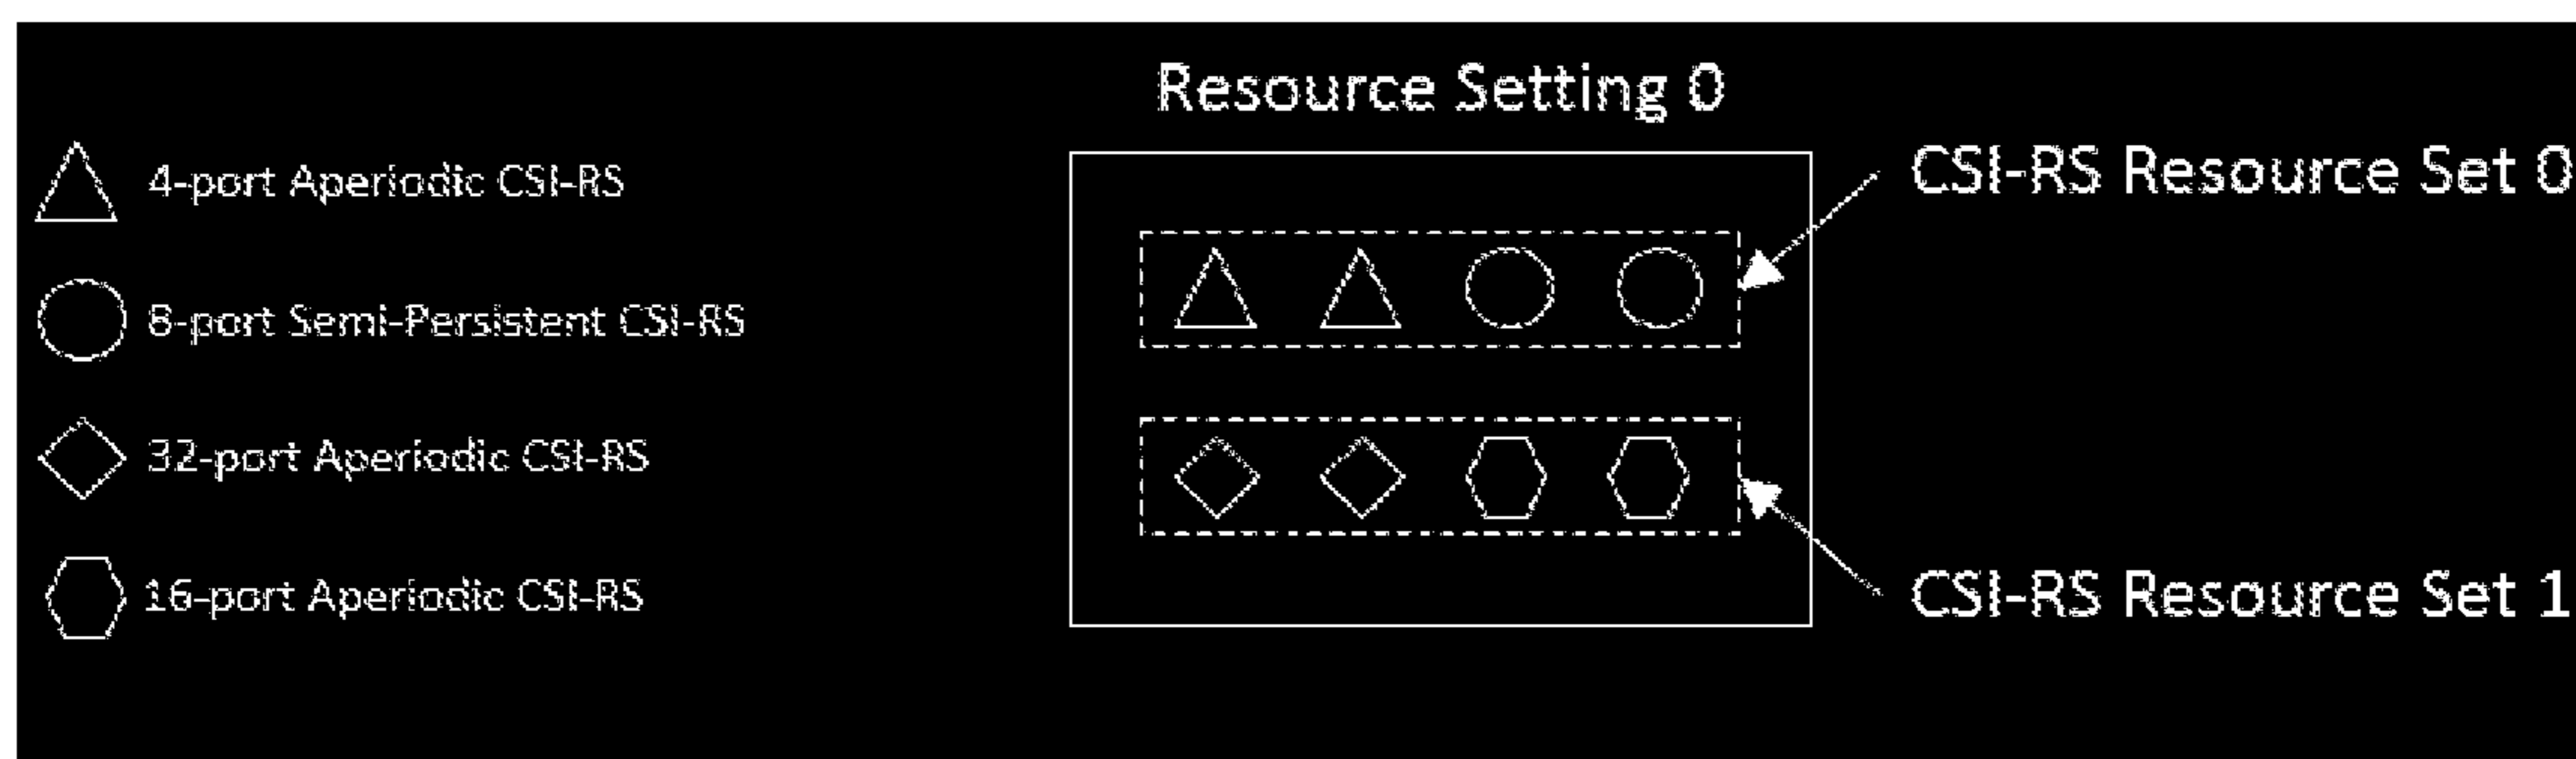 Resource Setting 0
4-port Aperiodic CSI-RS
8-port Semi-Persistent CSI-RS
32-port Aperiodic CSI-RS
16-port Aperiodic CSI-RS
CSI-RS Resource Set 0
CSI-RS Resource Set 1